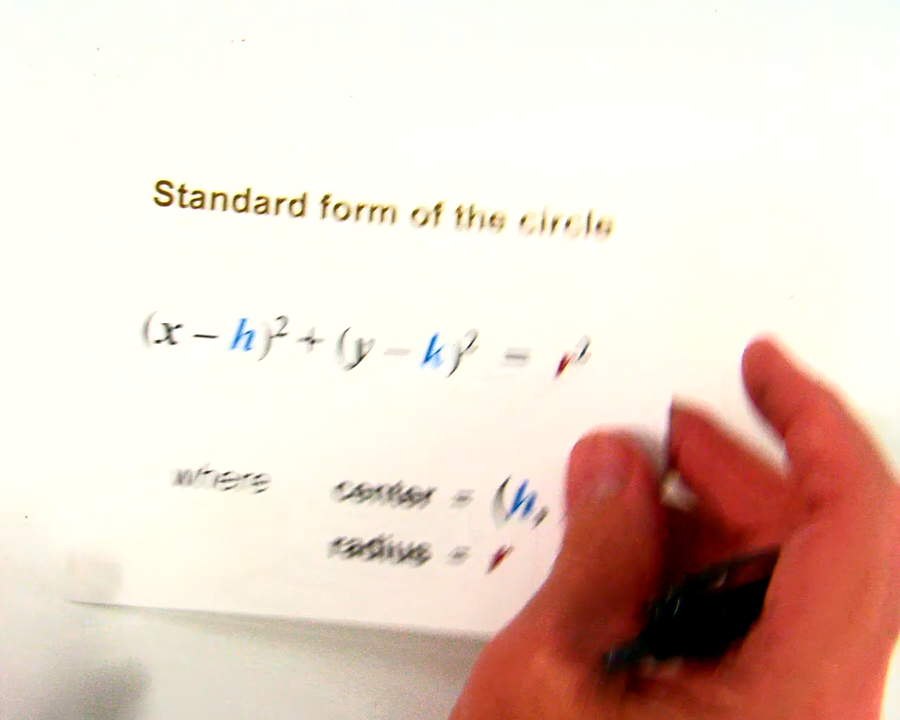 Standard form of the circle
(x – h)² + (y – k)² = r²
where center = (h,
radius = r